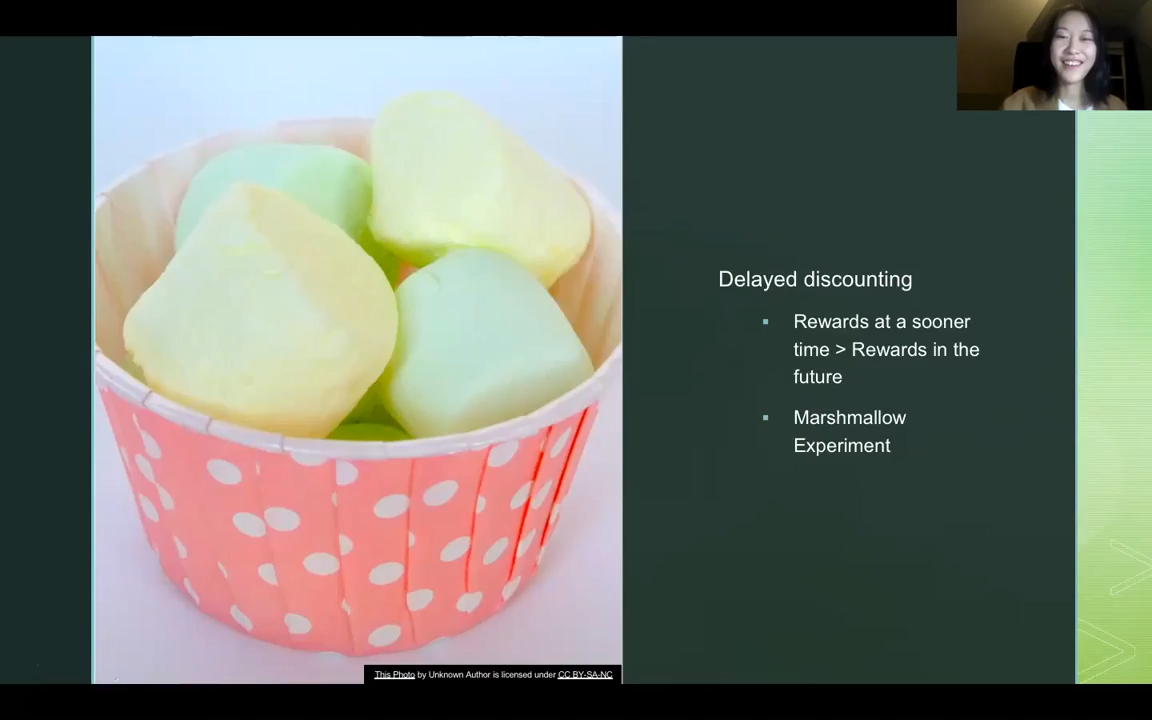 Delayed discounting
▪ Rewards at a sooner
time > Rewards in the
future
▪ Marshmallow
Experiment
This Photo by Unknown Author is licensed under CC BY-SA-NC